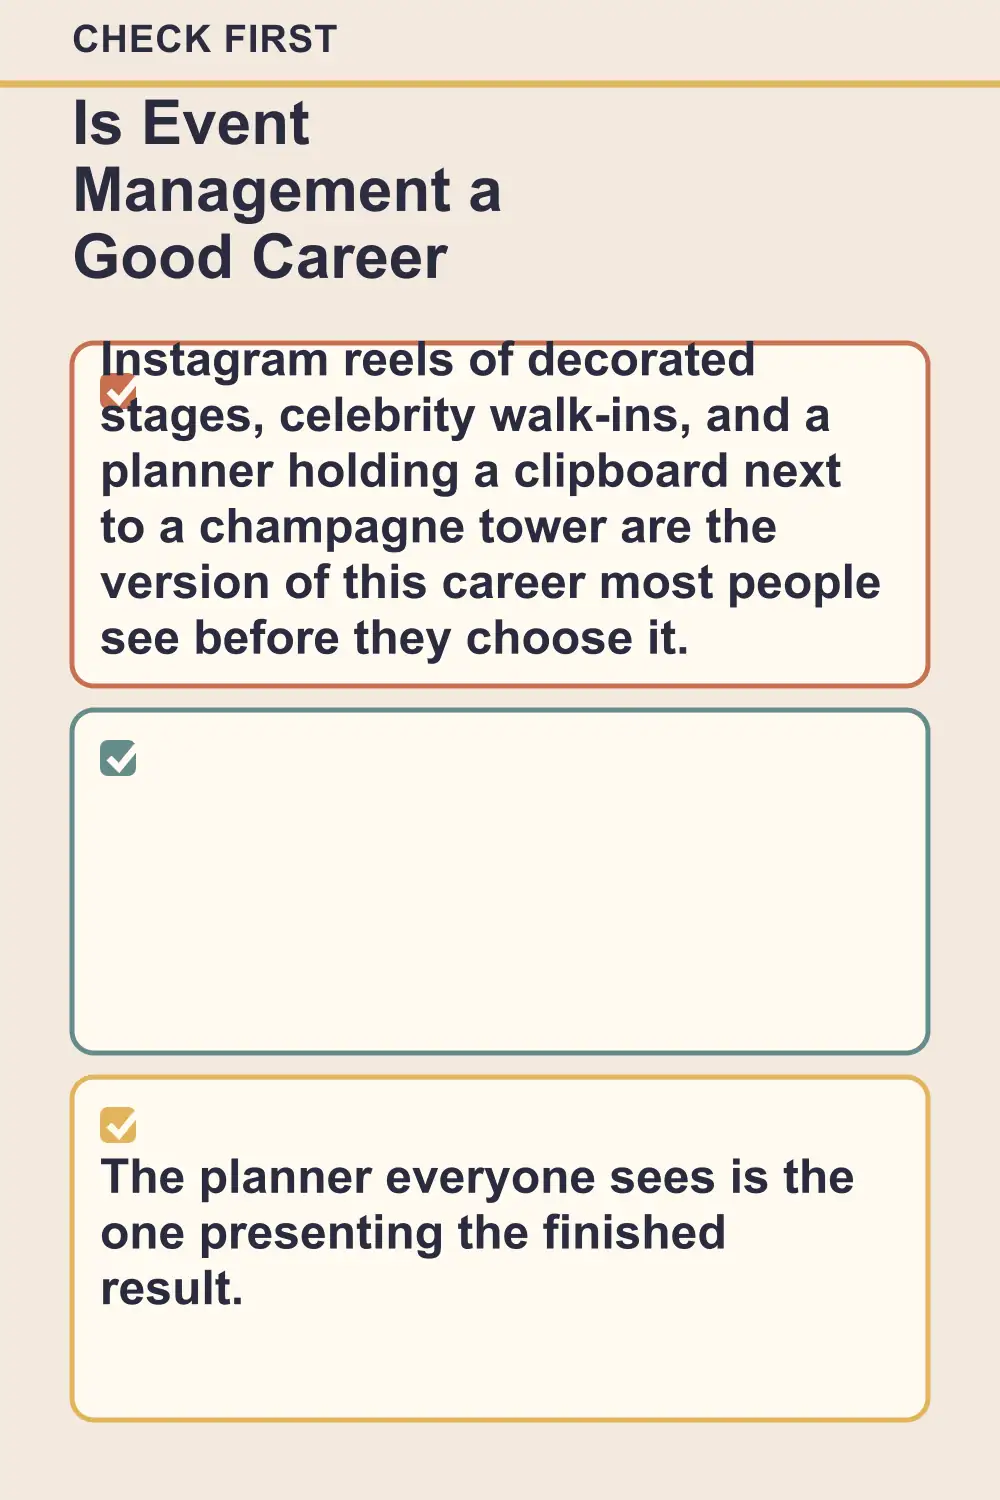 CHECK FIRST
Is Event
Management a
Good Career
Instagram reels of decorated
stages, celebrity walk-ins, and a
planner holding a clipboard next
to a champagne tower are the
version of this career most people
see before they choose it.
The planner everyone sees is the
one presenting the finished
result.